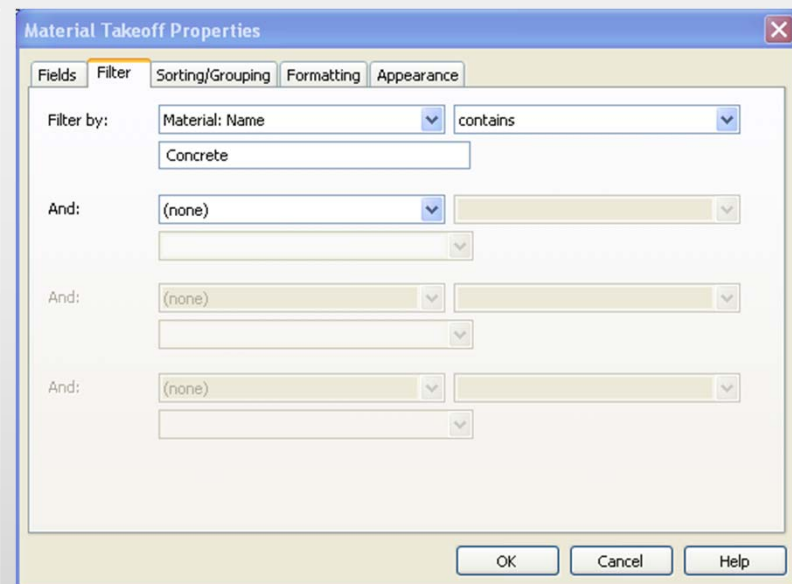 Material Takeoff Properties
Fields Filter Sorting/Grouping Formatting Appearance
Filter by: Material: Name contains
Concrete
And: (none)
And: (none)
And: (none)
OK Cancel Help